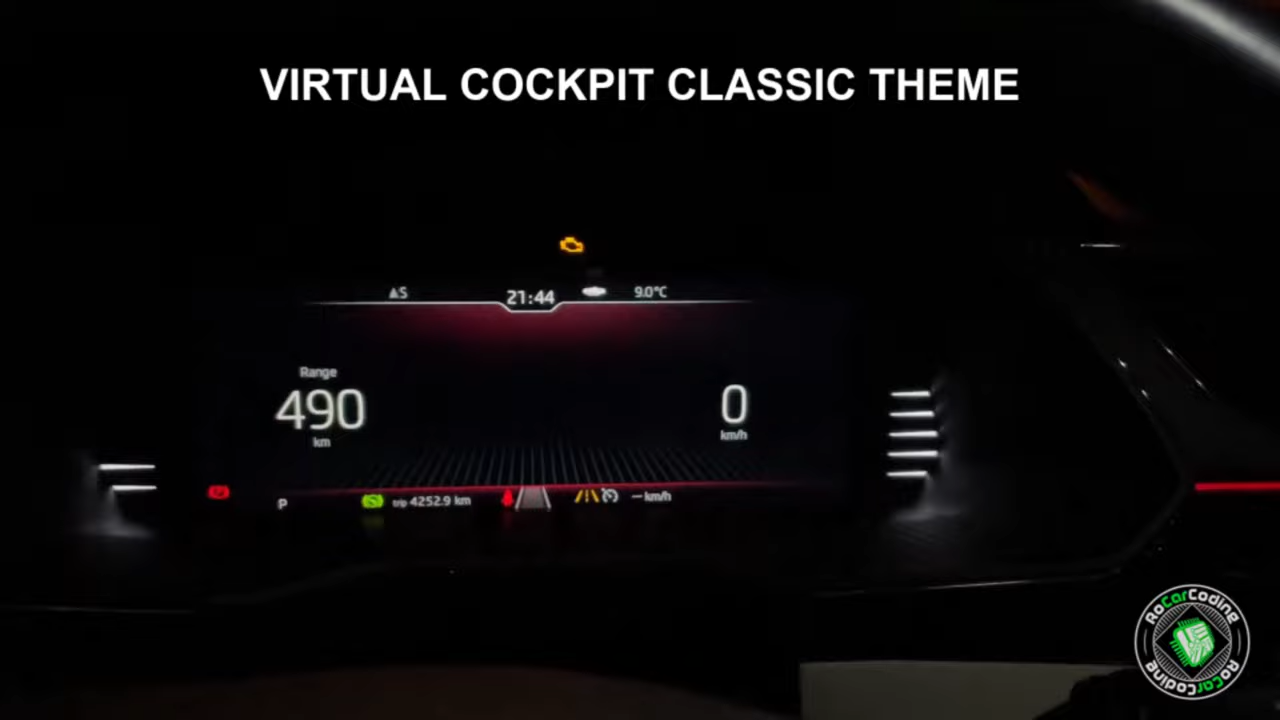 VIRTUAL COCKPIT CLASSIC THEME
S
21:44
9.0°C
Range
490
km
0
km/h
P
trip 4252.9 km
--- km/h
RoCarCoding
RoCarCoding